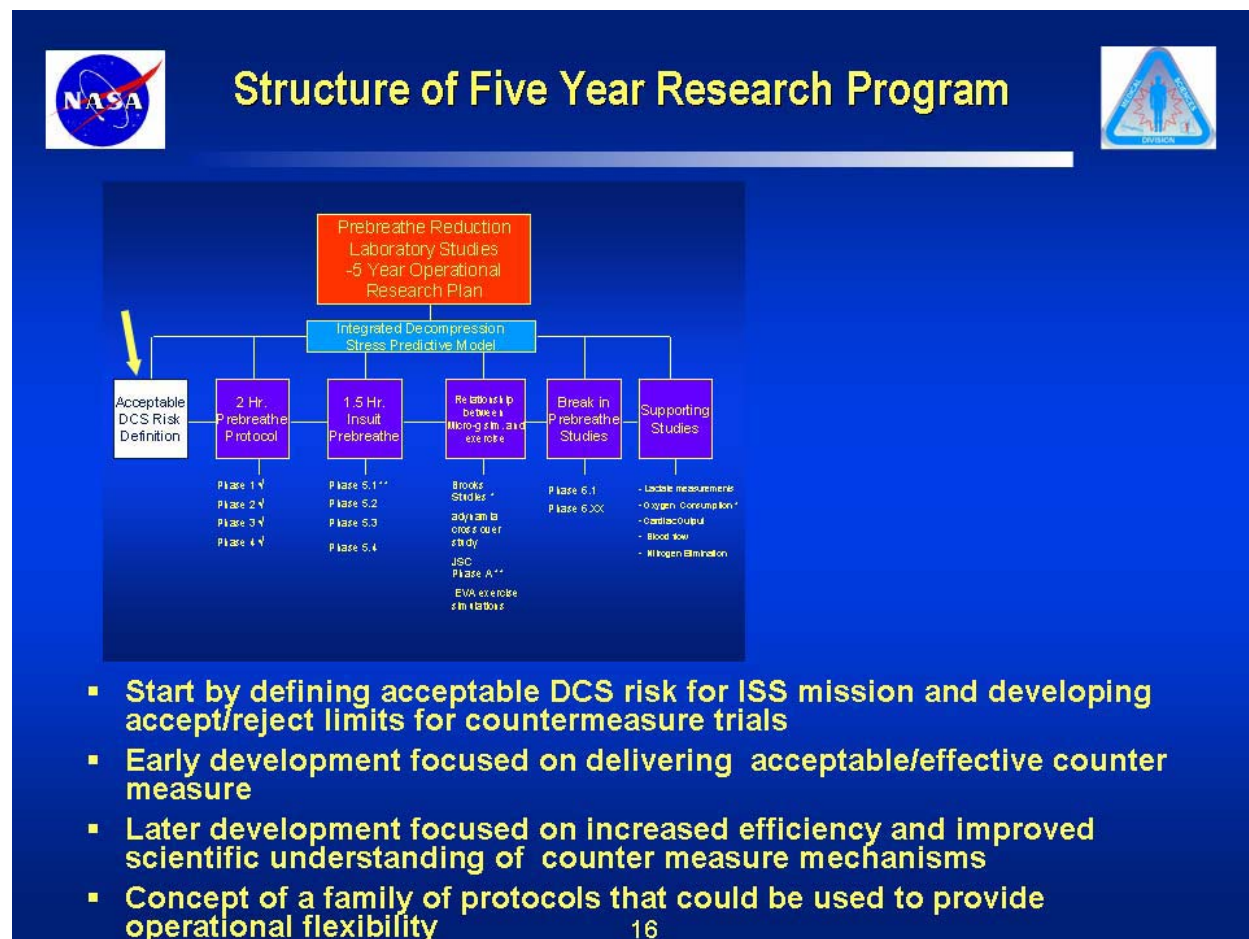 NASA
Structure of Five Year Research Program
MEDICAL
SCIENCES
DIVISION
Prebreathe Reduction
Laboratory Studies
-5 Year Operational
Research Plan
Integrated Decompression
Stress Predictive Model
Acceptable
DCS Risk
Definition
2 Hr.
Prebreathe
Protocol
1.5 Hr.
Insuit
Prebreathe
Relationship
between
Micro-g sim. and
exercise
Break in
Prebreathe
Studies
Supporting
Studies
Phase 1 √
Phase 2 √
Phase 3 √
Phase 4 √
Phase 5.1**
Phase 5.2
Phase 5.3
Phase 5.4
Brooks
Studies *
adynamia
cross over
study
JSC
Phase A**
EVA exercise
simulations
Phase 6.1
Phase 6.XX
- Lactate measurements
- Oxygen Consumption *
- Cardiac Output
- Blood flow
- Nitrogen Elimination
▪ Start by defining acceptable DCS risk for ISS mission and developing
accept/reject limits for countermeasure trials
▪ Early development focused on delivering acceptable/effective counter
measure
▪ Later development focused on increased efficiency and improved
scientific understanding of counter measure mechanisms
▪ Concept of a family of protocols that could be used to provide
operational flexibility
16